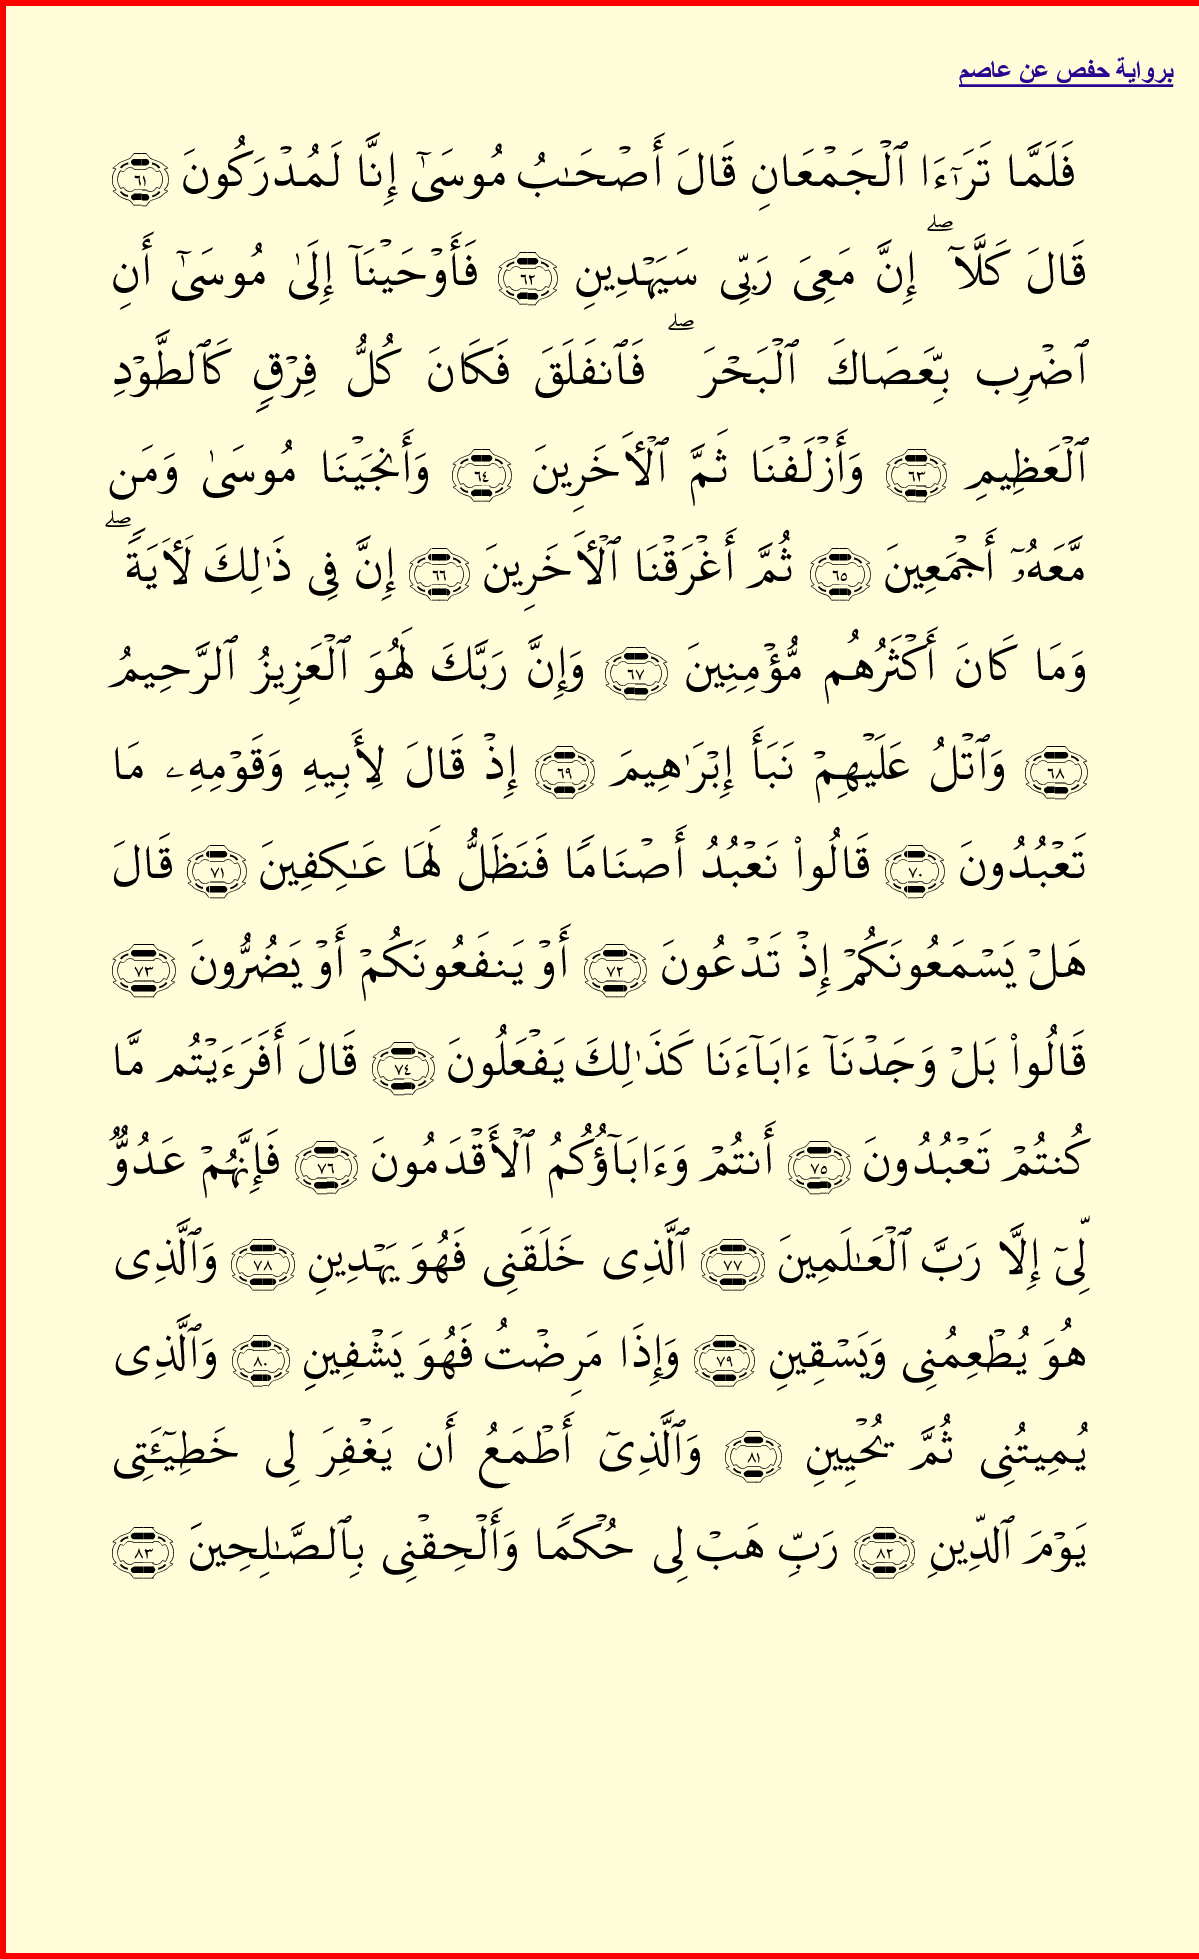 برواية حفص عن عاصم
فَلَمَّا تَرَٰٓءَا ٱلۡجَمۡعَانِ قَالَ أَصۡحَـٰبُ مُوسَىٰٓ إِنَّا لَمُدۡرَكُونَ ٦١
قَالَ كَلَّآ‌ۖ إِنَّ مَعِىَ رَبِّى سَيَہۡدِينِ ٦٢ فَأَوۡحَيۡنَآ إِلَىٰ مُوسَىٰٓ أَنِ
ٱضۡرِب بِّعَصَاكَ ٱلۡبَحۡرَ‌ۖ فَٱنفَلَقَ فَكَانَ كُلُّ فِرۡقٍ۬ كَٱلطَّوۡدِ
ٱلۡعَظِيمِ ٦٣ وَأَزۡلَفۡنَا ثَمَّ ٱلۡأَخَرِينَ ٦٤ وَأَنجَيۡنَا مُوسَىٰ وَمَن
مَّعَهُ ۥۤ أَجۡمَعِينَ ٦٥ ثُمَّ أَغۡرَقۡنَا ٱلۡأَخَرِينَ ٦٦ إِنَّ فِى ذَٲلِكَ لَأَيَةً۬‌ۖ
وَمَا كَانَ أَكۡثَرُهُم مُّؤۡمِنِينَ ٦٧ وَإِنَّ رَبَّكَ لَهُوَ ٱلۡعَزِيزُ ٱلرَّحِيمُ
٦٨ وَٱتۡلُ عَلَيۡهِمۡ نَبَأَ إِبۡرَٲهِيمَ ٦٩ إِذۡ قَالَ لِأَبِيهِ وَقَوۡمِهِۦ مَا
تَعۡبُدُونَ ٧٠ قَالُواْ نَعۡبُدُ أَصۡنَامً۬ا فَنَظَلُّ لَهَا عَـٰكِفِينَ ٧١ قَالَ
هَلۡ يَسۡمَعُونَكُمۡ إِذۡ تَدۡعُونَ ٧٢ أَوۡ يَنفَعُونَكُمۡ أَوۡ يَضُرُّونَ ٧٣
قَالُواْ بَلۡ وَجَدۡنَآ ءَابَآءَنَا كَذَٲلِكَ يَفۡعَلُونَ ٧٤ قَالَ أَفَرَءَيۡتُم مَّا
كُنتُمۡ تَعۡبُدُونَ ٧٥ أَنتُمۡ وَءَابَآؤُڪُمُ ٱلۡأَقۡدَمُونَ ٧٦ فَإِنَّہُمۡ عَدُوٌّ۬
لِّىٓ إِلَّا رَبَّ ٱلۡعَـٰلَمِينَ ٧٧ ٱلَّذِى خَلَقَنِى فَهُوَ يَہۡدِينِ ٧٨ وَٱلَّذِى
هُوَ يُطۡعِمُنِى وَيَسۡقِينِ ٧٩ وَإِذَا مَرِضۡتُ فَهُوَ يَشۡفِينِ ٨٠ وَٱلَّذِى
يُمِيتُنِى ثُمَّ يُحۡيِينِ ٨١ وَٱلَّذِىٓ أَطۡمَعُ أَن يَغۡفِرَ لِى خَطِيٓـَٔتِى
يَوۡمَ ٱلدِّينِ ٨٢ رَبِّ هَبۡ لِى حُڪۡمً۬ا وَأَلۡحِقۡنِى بِٱلصَّـٰلِحِينَ ٨٣